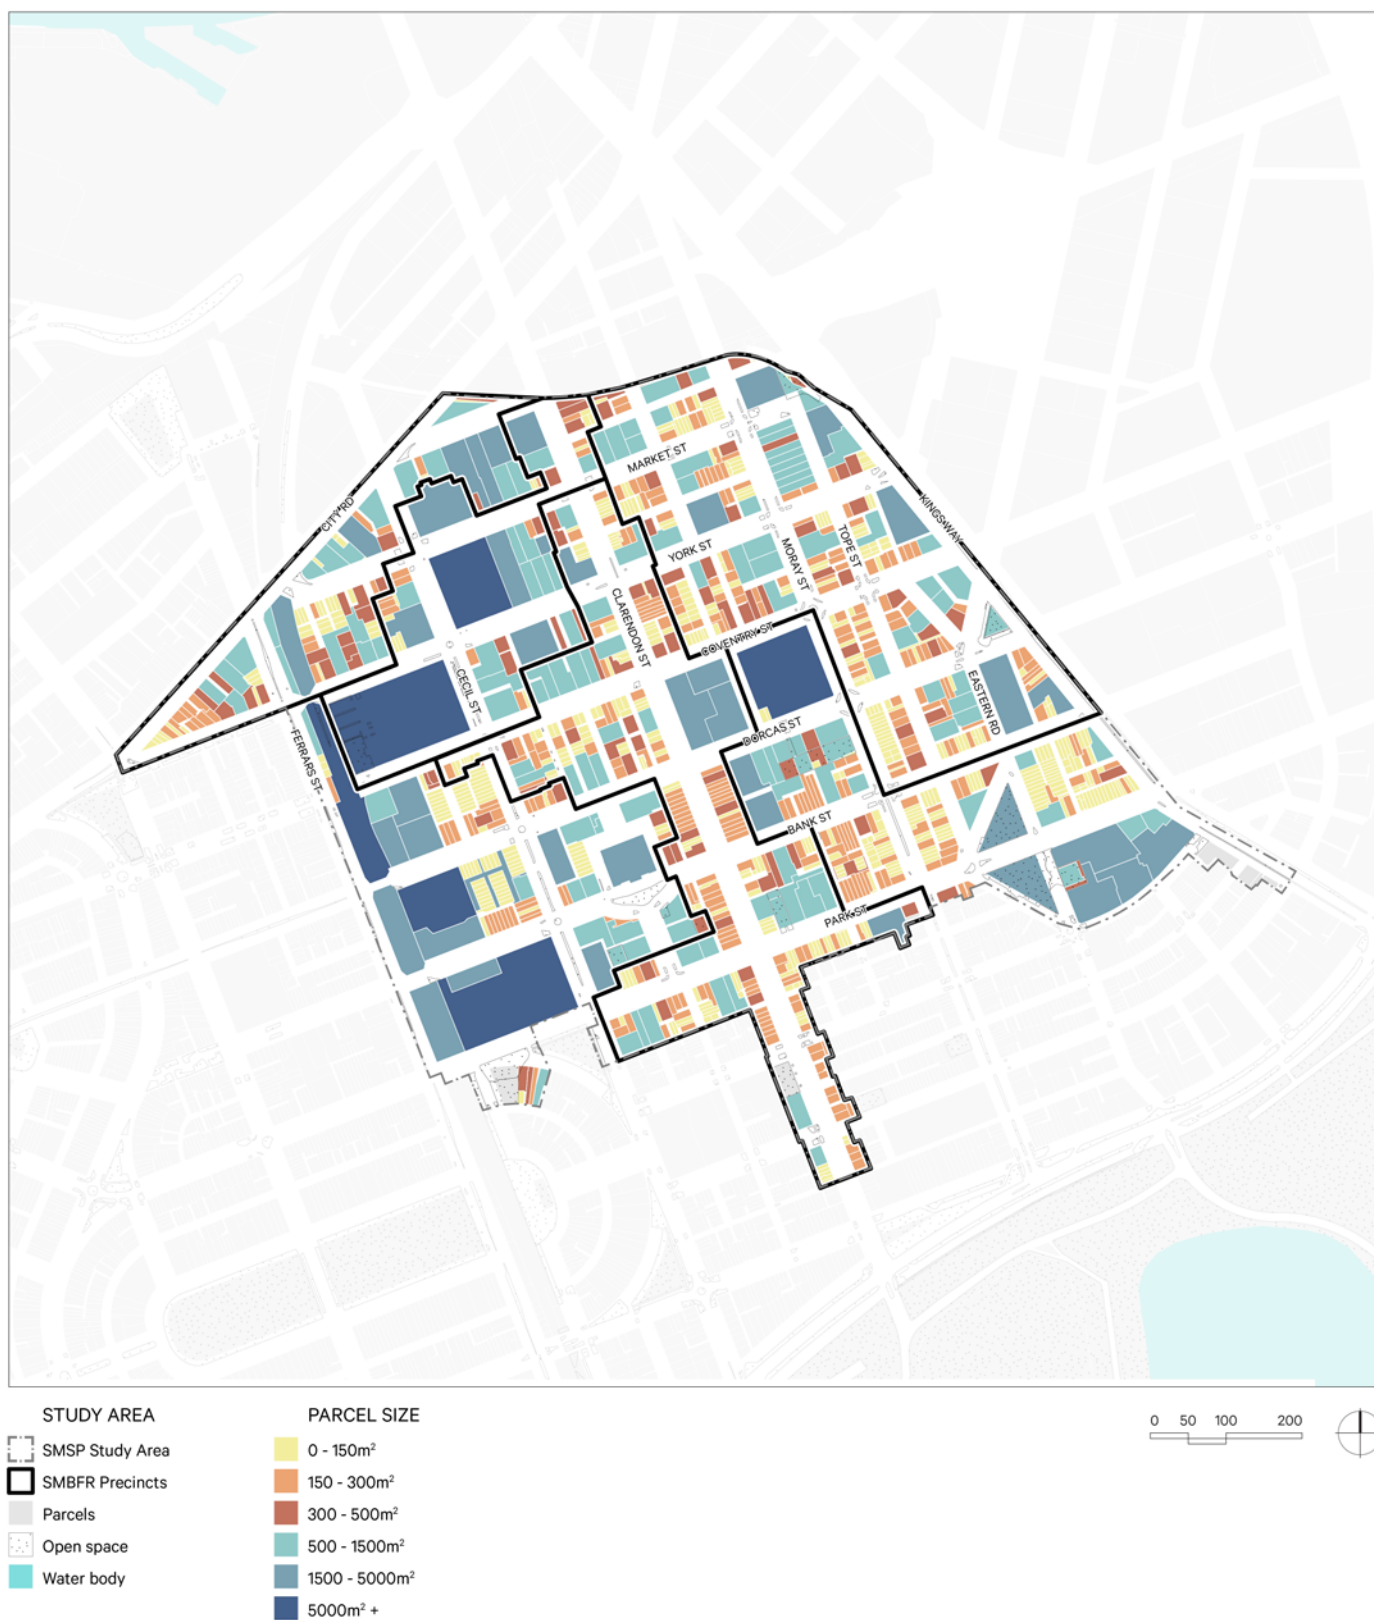 MARKET ST
CITY RD
KINGS WAY
YORK ST
MORAY ST
TOPE ST
CLARENDON ST
COVENTRY ST
CECIL ST
EASTERN RD
DORCAS ST
FERRARS ST
BANK ST
PARK ST
STUDY AREA
SMSP Study Area
SMBFR Precincts
Parcels
Open space
Water body
PARCEL SIZE
0 - 150m²
150 - 300m²
300 - 500m²
500 - 1500m²
1500 - 5000m²
5000m² +
0 50 100 200